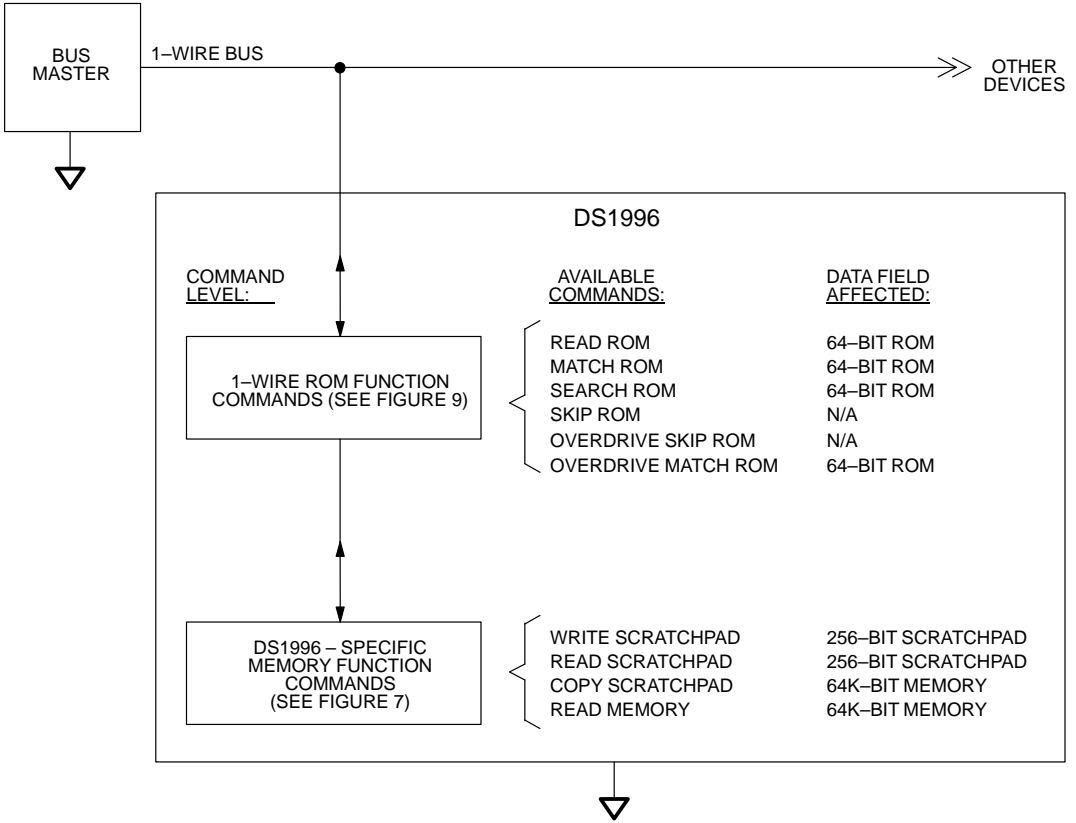 BUS
MASTER
1–WIRE BUS
OTHER
DEVICES
DS1996
COMMAND
LEVEL:
AVAILABLE
COMMANDS:
DATA FIELD
AFFECTED:
1–WIRE ROM FUNCTION
COMMANDS (SEE FIGURE 9)
READ ROM 64–BIT ROM
MATCH ROM 64–BIT ROM
SEARCH ROM 64–BIT ROM
SKIP ROM N/A
OVERDRIVE SKIP ROM N/A
OVERDRIVE MATCH ROM 64–BIT ROM
DS1996 – SPECIFIC
MEMORY FUNCTION
COMMANDS
(SEE FIGURE 7)
WRITE SCRATCHPAD 256–BIT SCRATCHPAD
READ SCRATCHPAD 256–BIT SCRATCHPAD
COPY SCRATCHPAD 64K–BIT MEMORY
READ MEMORY 64K–BIT MEMORY